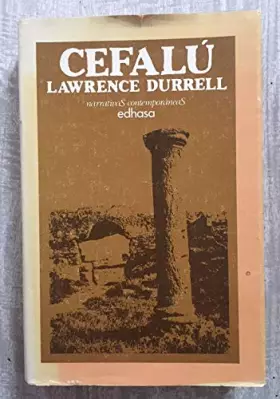 CEFALÚ
LAWRENCE DURRELL
narrativaS contemporáneaS
edhasa